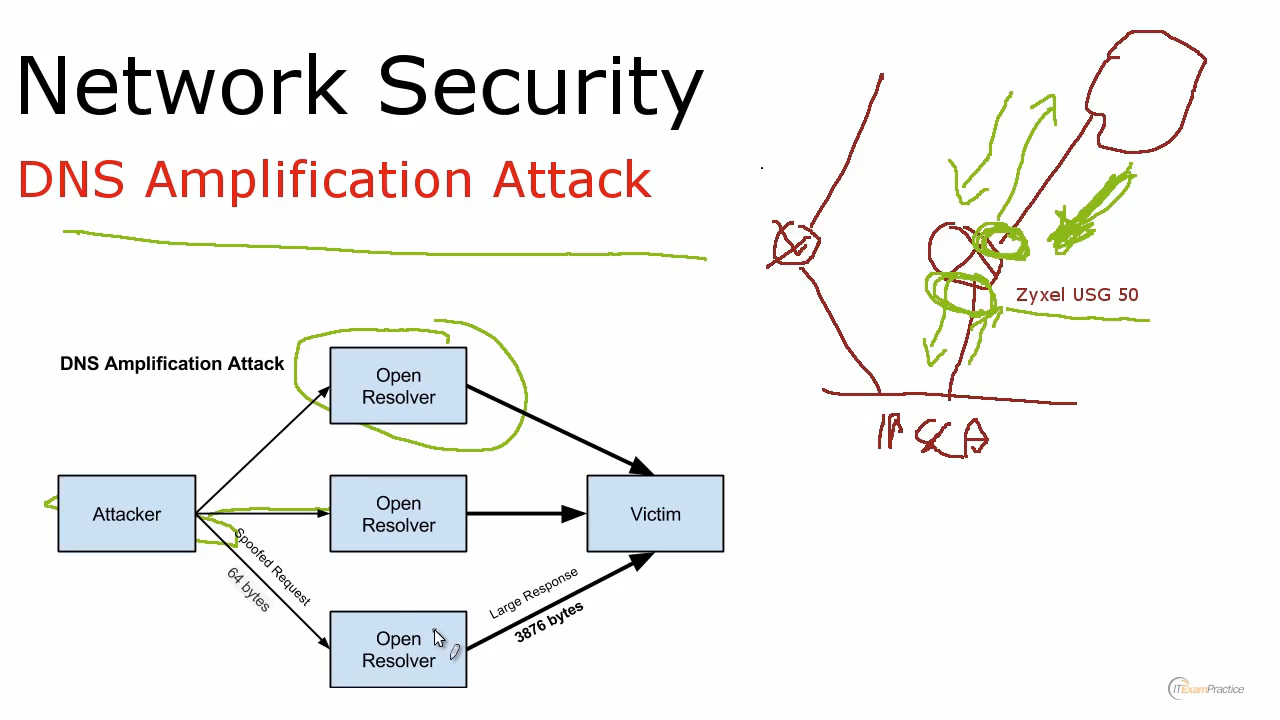 Network Security
DNS Amplification Attack
DNS Amplification Attack
Open
Resolver
Attacker
Open
Resolver
Victim
Spoofed Request
64 bytes
Large Response
3876 bytes
Open
Resolver
Zyxel USG 50
ITExamPractice